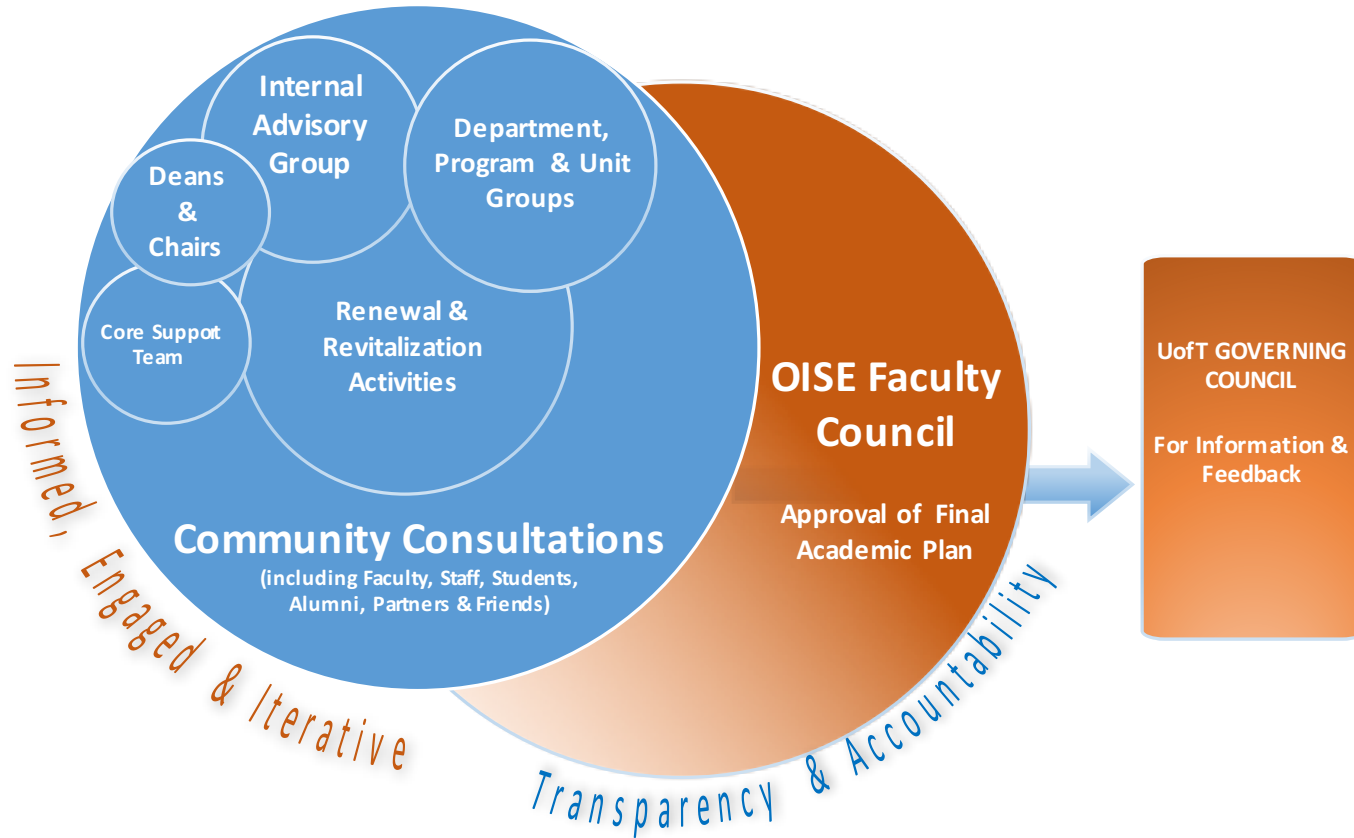 Internal
Advisory
Group
Department,
Program & Unit
Groups
Deans
&
Chairs
Core Support
Team
Renewal &
Revitalization
Activities
Community Consultations
(including Faculty, Staff, Students,
Alumni, Partners & Friends)
Informed, Engaged & Iterative
OISE Faculty
Council
Approval of Final
Academic Plan
Transparency & Accountability
UofT GOVERNING
COUNCIL
For Information &
Feedback